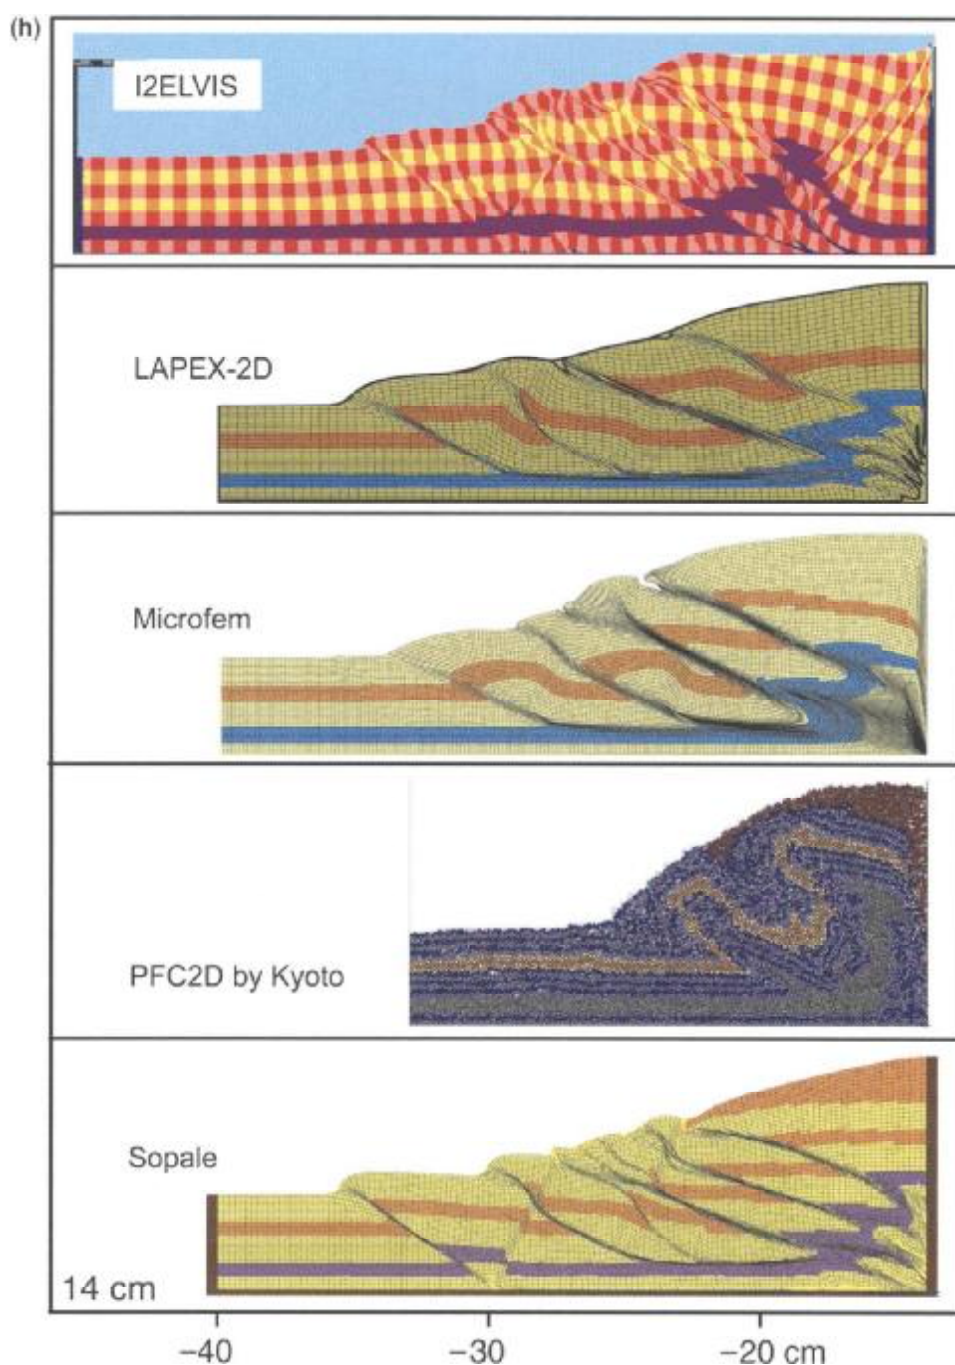 (h)
I2ELVIS
LAPEX-2D
Microfem
PFC2D by Kyoto
Sopale
14 cm
−40 −30 −20 cm